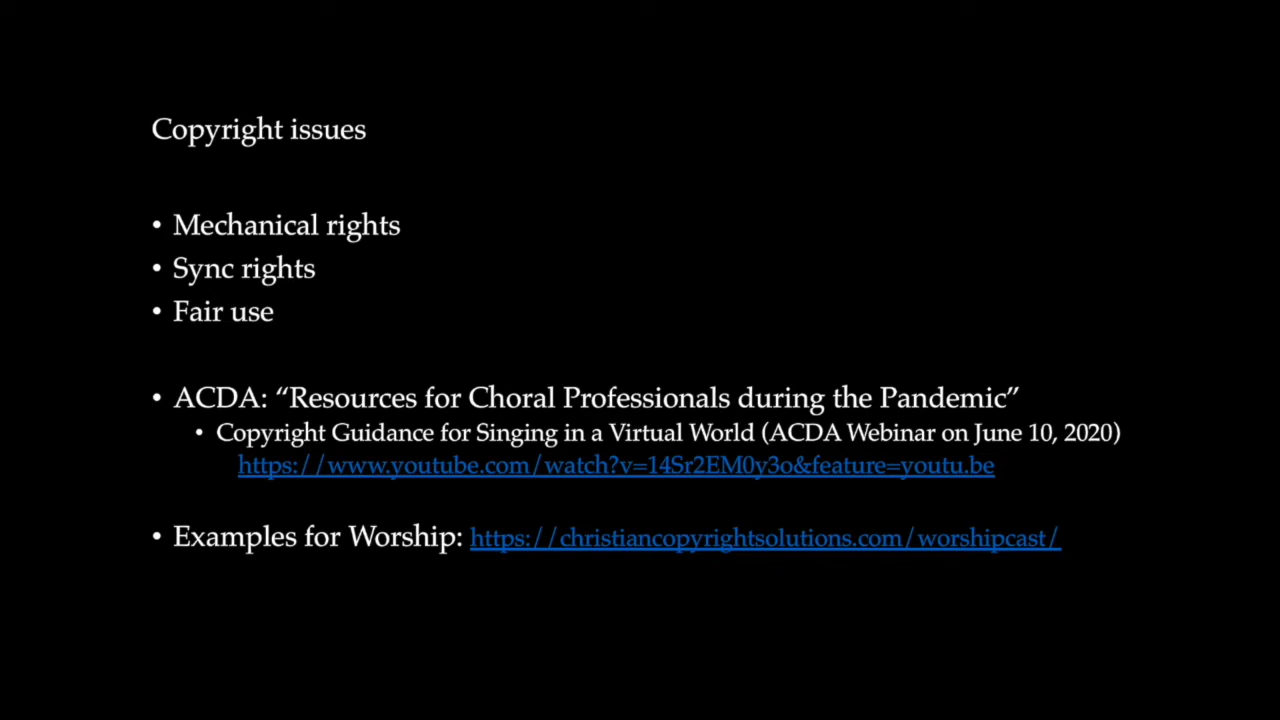 Copyright issues
• Mechanical rights
• Sync rights
• Fair use
• ACDA: “Resources for Choral Professionals during the Pandemic”
• Copyright Guidance for Singing in a Virtual World (ACDA Webinar on June 10, 2020)
https://www.youtube.com/watch?v=14Sr2EM0y3o&feature=youtu.be
• Examples for Worship: https://christiancopyrightsolutions.com/worshipcast/